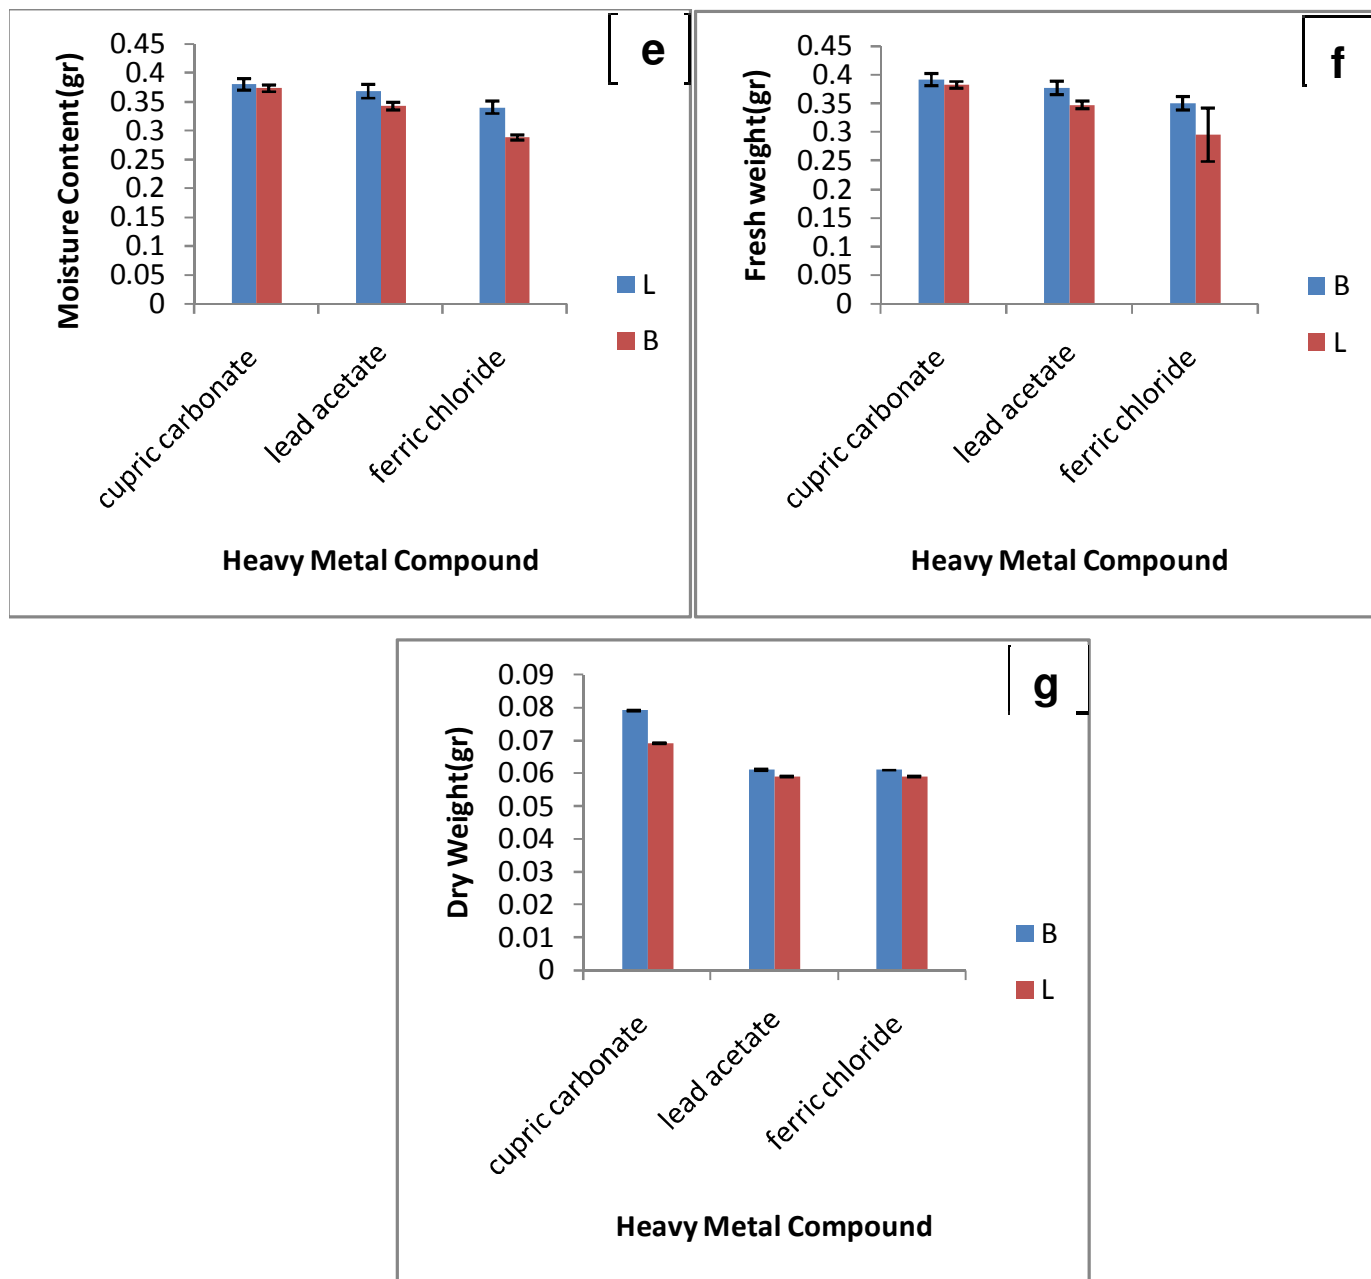 e
Moisture Content(gr)
0.45
0.4
0.35
0.3
0.25
0.2
0.15
0.1
0.05
0
cupric carbonate
lead acetate
ferric chloride
Heavy Metal Compound
L
B
f
Fresh weight(gr)
0.45
0.4
0.35
0.3
0.25
0.2
0.15
0.1
0.05
0
cupric carbonate
lead acetate
ferric chloride
Heavy Metal Compound
B
L
g
Dry Weight(gr)
0.09
0.08
0.07
0.06
0.05
0.04
0.03
0.02
0.01
0
cupric carbonate
lead acetate
ferric chloride
Heavy Metal Compound
B
L